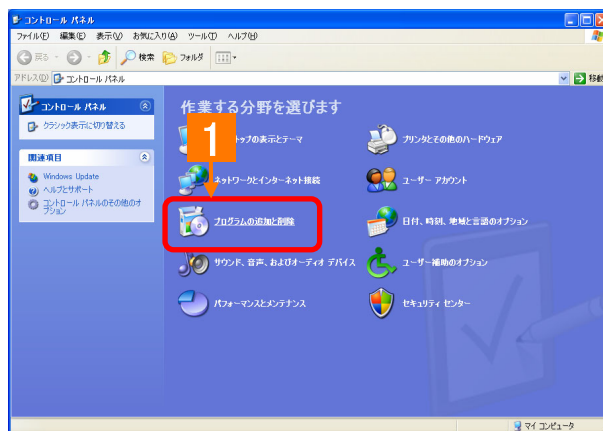 コントロール パネル
ファイル(F) 編集(E) 表示(V) お気に入り(A) ツール(T) ヘルプ(H)
戻る 検索 フォルダ
アドレス(D) コントロール パネル 移動
コントロール パネル
クラシック表示に切り替える
関連項目
Windows Update
ヘルプとサポート
コントロール パネルのその他のオ
プション
作業する分野を選びます
1
トップの表示とテーマ
プリンタとその他のハードウェア
ネットワークとインターネット接続
ユーザー アカウント
プログラムの追加と削除
日付、時刻、地域と言語のオプション
サウンド、音声、およびオーディオ デバイス
ユーザー補助のオプション
パフォーマンスとメンテナンス
セキュリティ センター
マイ コンピュータ